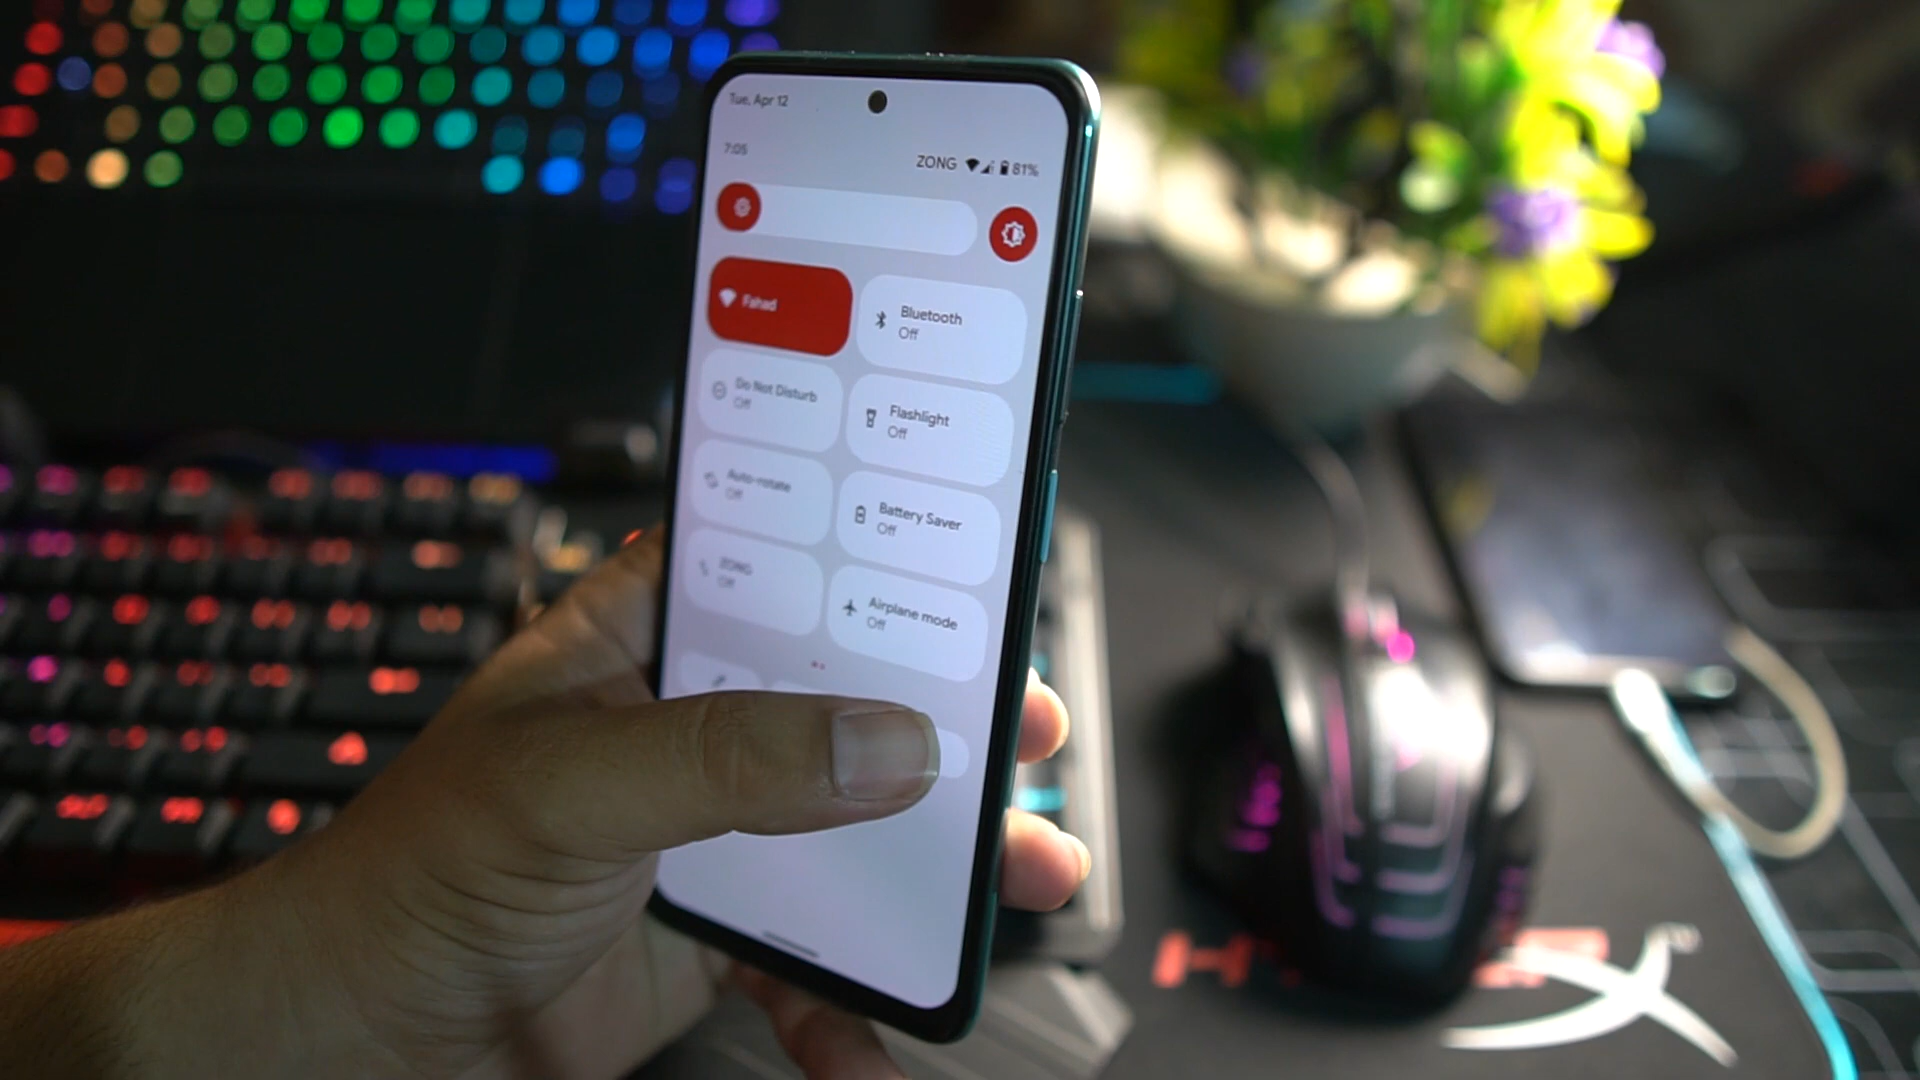 Tue, Apr 12
7:05
ZONG 81%
Fahad
Bluetooth
Off
Do Not Disturb
Off
Flashlight
Off
Auto-rotate
Off
Battery Saver
Off
ZONG
Off
Airplane mode
Off